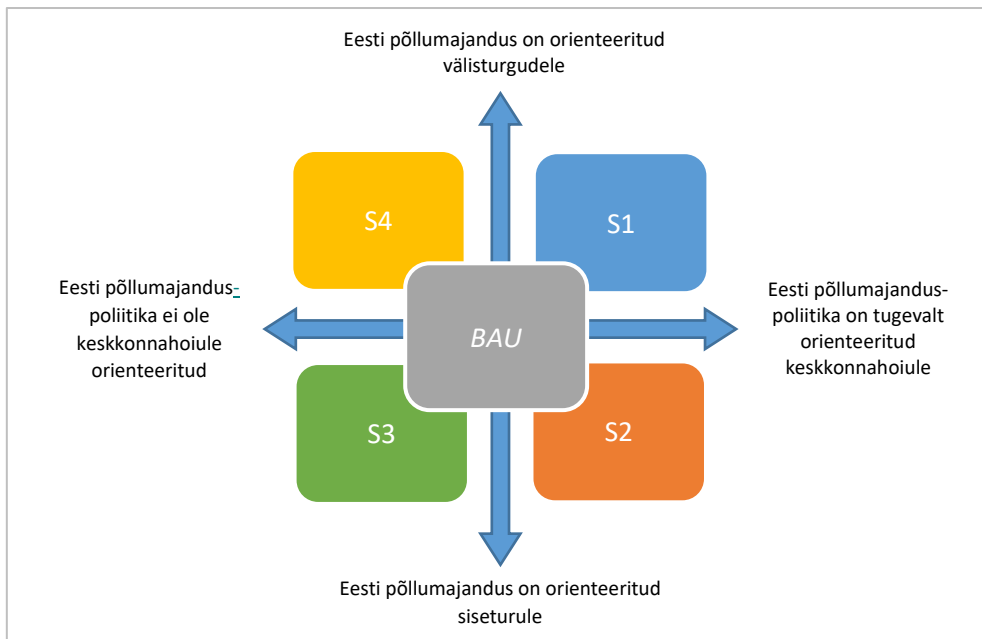 Eesti põllumajandus on orienteeritud
välisturgudele
S4
S1
Eesti põllumajandus-
poliitika ei ole
keskkonnahoiule
orienteeritud
BAU
Eesti põllumajandus-
poliitika on tugevalt
orienteeritud
keskkonnahoiule
S3
S2
Eesti põllumajandus on orienteeritud
siseturule